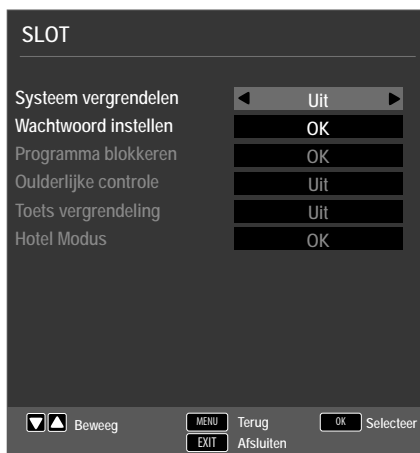 SLOT
Systeem vergrendelen Uit
Wachtwoord instellen OK
Programma blokkeren OK
Oulderlijke controle Uit
Toets vergrendeling Uit
Hotel Modus OK
Beweeg MENU Terug OK Selecteer
EXIT Afsluiten